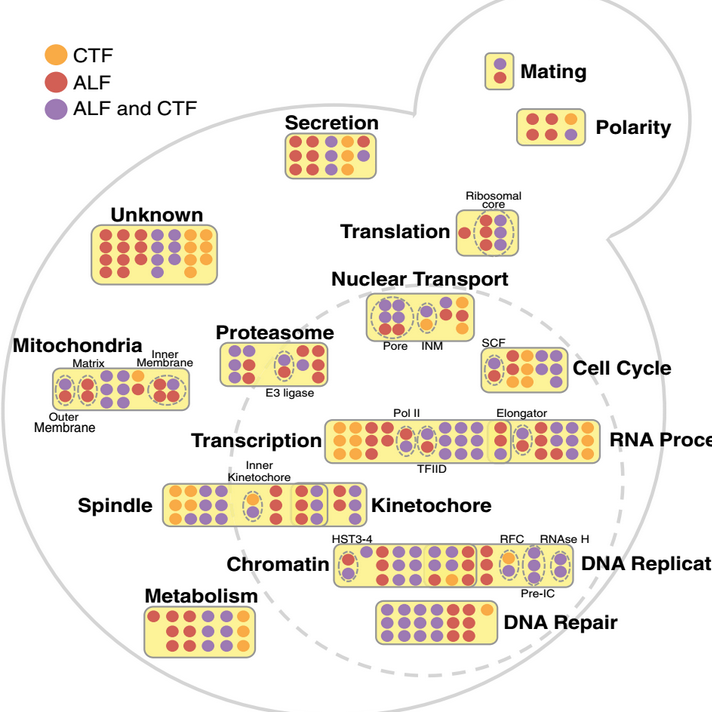 CTF
ALF
ALF and CTF
Mating
Polarity
Secretion
Ribosomal
core
Translation
Unknown
Nuclear Transport
Pore
INM
Proteasome
E3 ligase
Mitochondria
Matrix
Inner
Membrane
Outer
Membrane
SCF
Cell Cycle
Pol II
Elongator
Transcription
RNA Proce
TFIID
Inner
Kinetochore
Spindle
Kinetochore
HST3-4
RFC
RNAse H
Chromatin
DNA Replicat
Pre-IC
Metabolism
DNA Repair